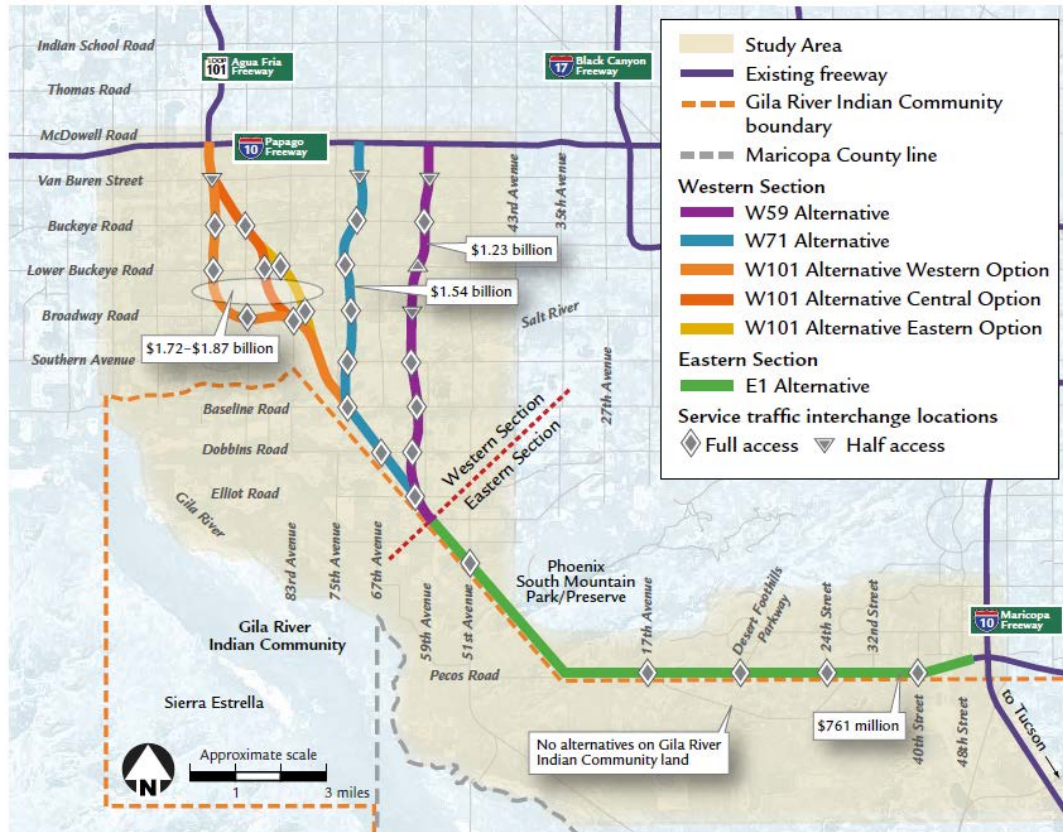 Indian School Road
Thomas Road
McDowell Road
Van Buren Street
Buckeye Road
Lower Buckeye Road
Broadway Road
Southern Avenue
Baseline Road
Dobbins Road
Elliot Road
Pecos Road
LOOP
101
Agua Fria
Freeway
17
Black Canyon
Freeway
10
Papago
Freeway
43rd Avenue
35th Avenue
27th Avenue
Salt River
$1.23 billion
$1.54 billion
$1.72–$1.87 billion
Western Section
Eastern Section
Gila River
83rd Avenue
75th Avenue
67th Avenue
59th Avenue
51st Avenue
Phoenix
South Mountain
Park/Preserve
17th Avenue
Desert Foothills
Parkway
24th Street
32nd Street
40th Street
48th Street
10
Maricopa
Freeway
to Tucson
$761 million
No alternatives on Gila River
Indian Community land
Gila River
Indian Community
Sierra Estrella
N
Approximate scale
1
3 miles
Study Area
Existing freeway
Gila River Indian Community
boundary
Maricopa County line
Western Section
W59 Alternative
W71 Alternative
W101 Alternative Western Option
W101 Alternative Central Option
W101 Alternative Eastern Option
Eastern Section
E1 Alternative
Service traffic interchange locations
Full access
Half access